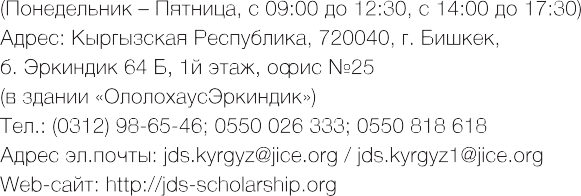 (Понедельник – Пятница, с 09:00 до 12:30, с 14:00 до 17:30)
Адрес: Кыргызская Республика, 720040, г. Бишкек,
б. Эркиндик 64 Б, 1й этаж, офис №25
(в здании «ОлолохаусЭркиндик»)
Тел.: (0312) 98-65-46; 0550 026 333; 0550 818 618
Адрес эл.почты: jds.kyrgyz@jice.org / jds.kyrgyz1@jice.org
Web-сайт: http://jds-scholarship.org